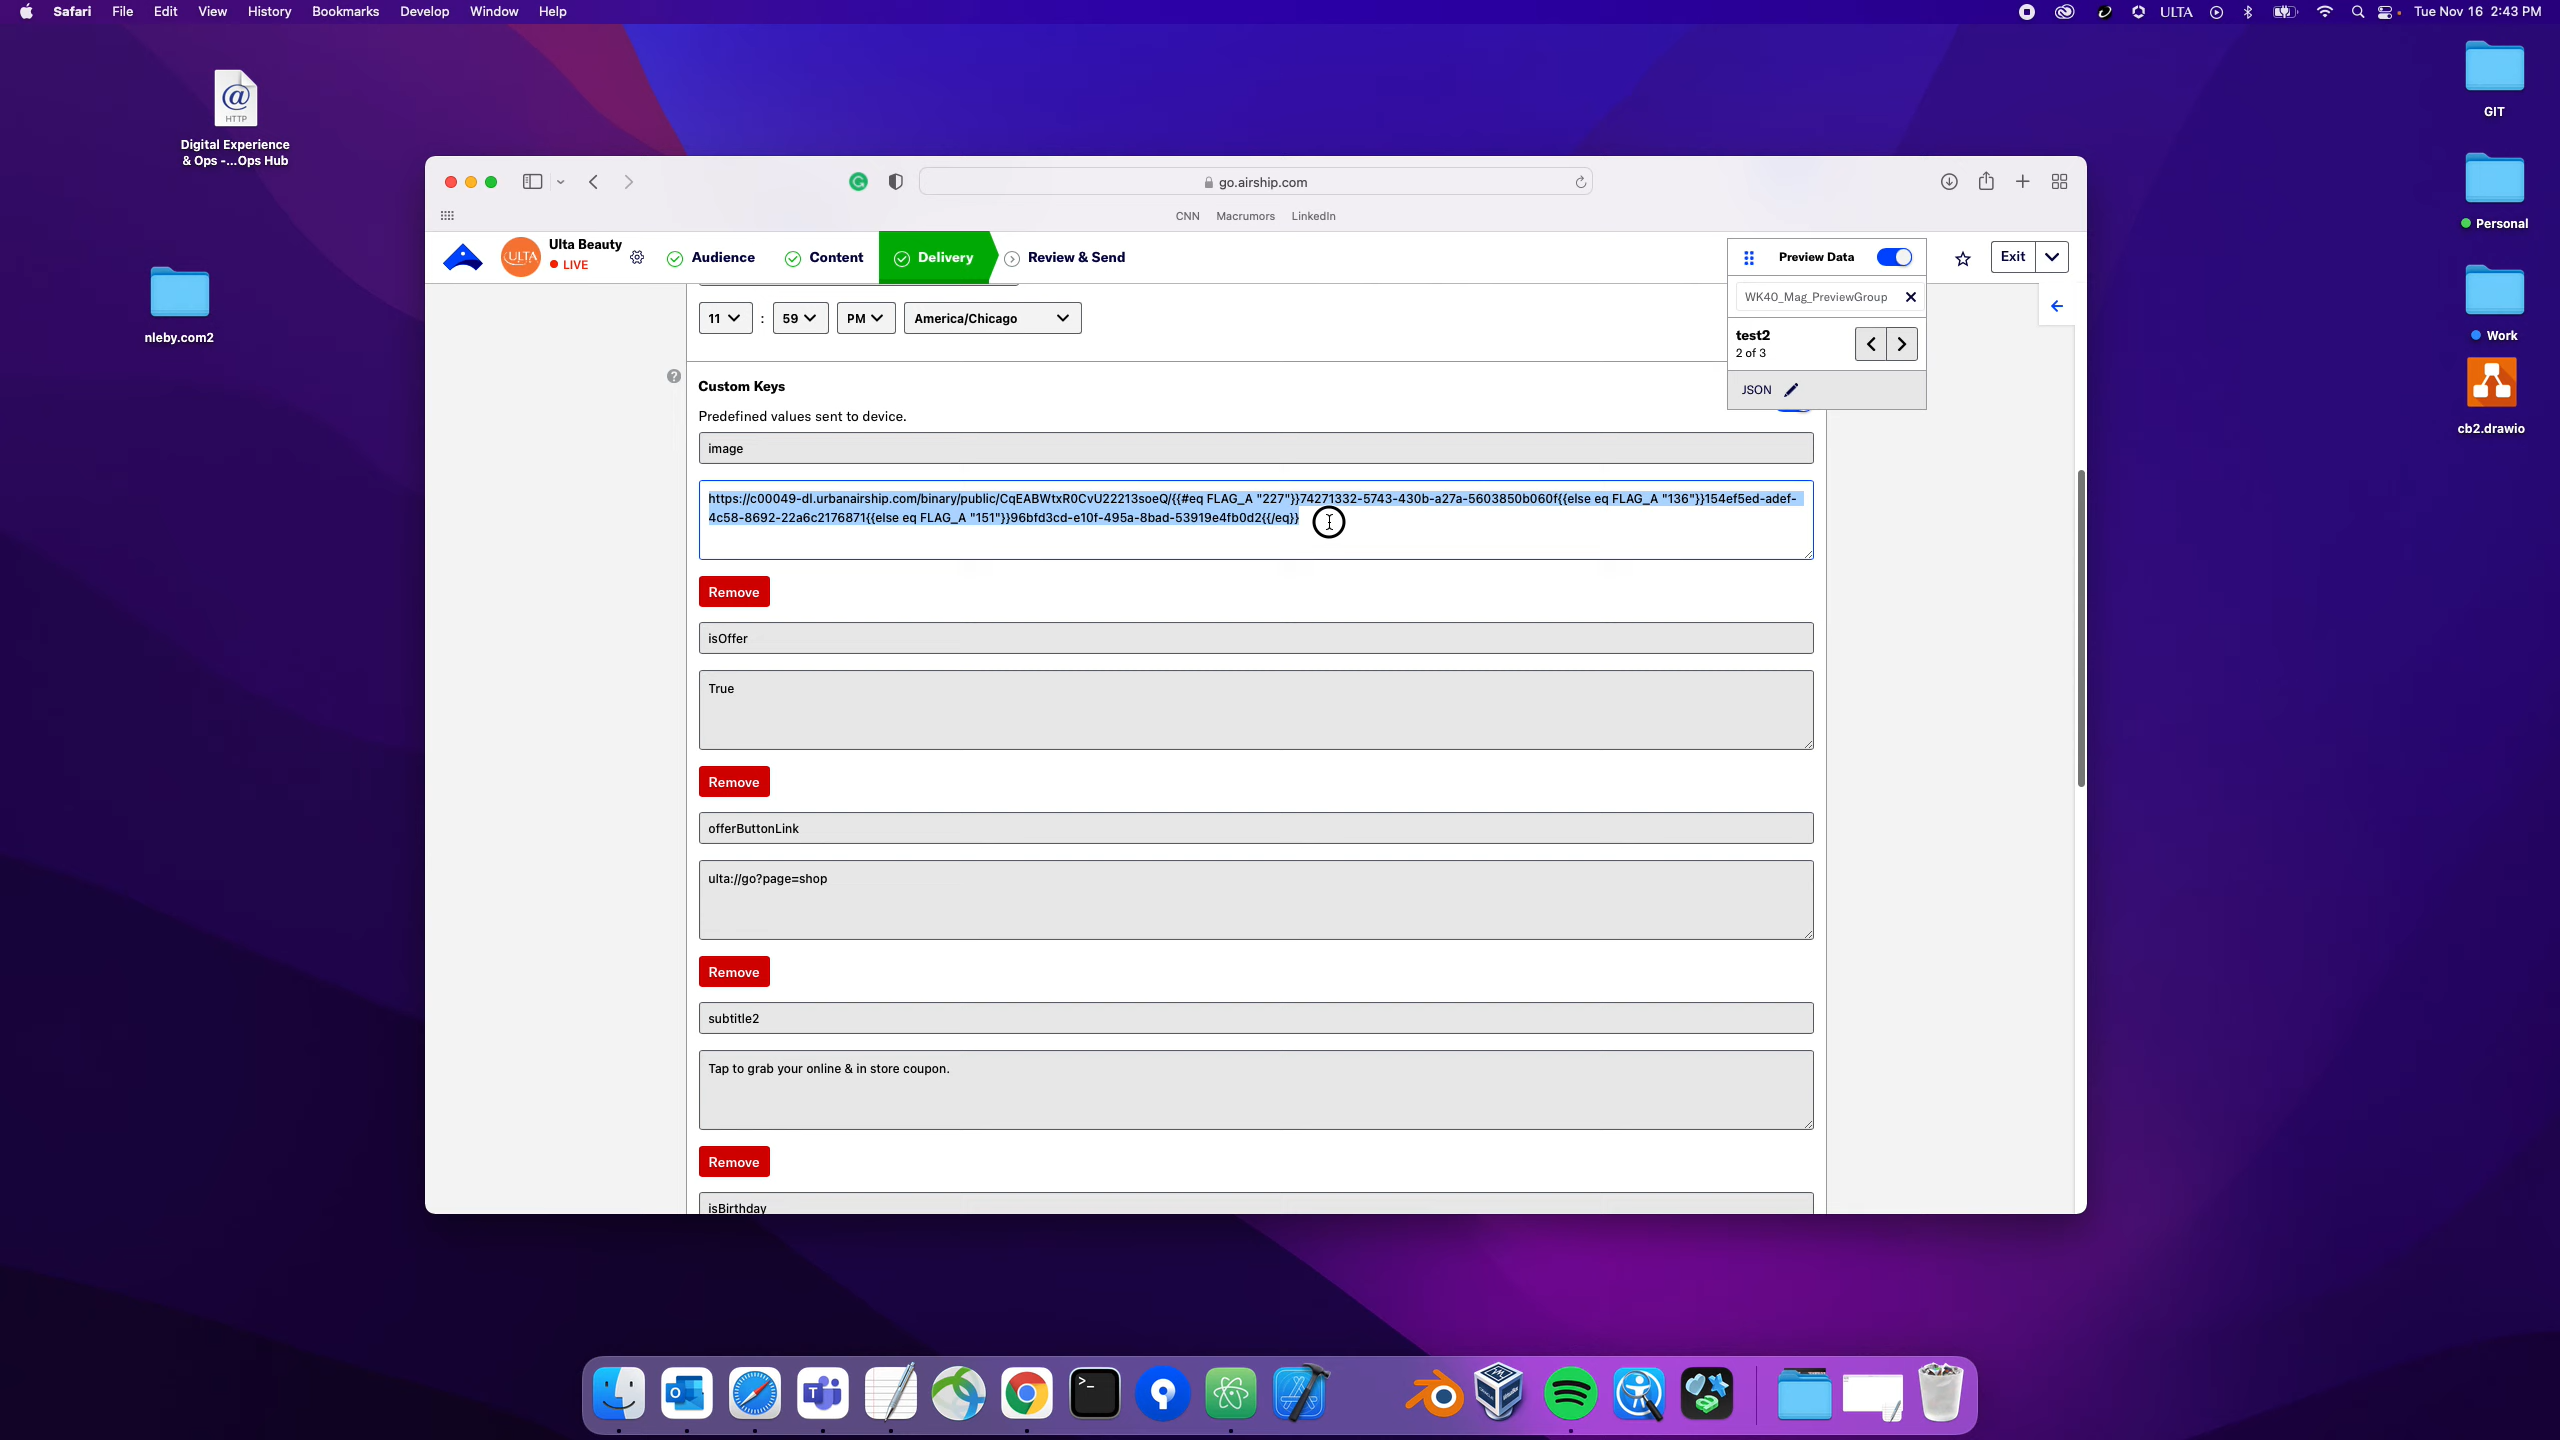 Safari File Edit View History Bookmarks Develop Window Help ULTA Tue Nov 16 2:43 PM
@
HTTP
Digital Experience
& Ops -...Ops Hub
nleby.com2
GIT
Personal
Work
cb2.drawio
go.airship.com
CNN Macrumors LinkedIn
ULTA
Ulta Beauty
LIVE
Audience
Content
Delivery
Review & Send
Preview Data
Exit
WK40_Mag_PreviewGroup
test2
2 of 3
JSON
11 : 59 PM America/Chicago
Custom Keys
Predefined values sent to device.
image
https://c00049-dl.urbanairship.com/binary/public/CqEABWtxR0CvU22213soeQ/{{#eq FLAG_A "227"}}74271332-5743-430b-a27a-5603850b060f{{else eq FLAG_A "136"}}154ef5ed-adef-
4c58-8692-22a6c2176871{{else eq FLAG_A "151"}}96bfd3cd-e10f-495a-8bad-53919e4fb0d2{{/eq}}
Remove
isOffer
True
Remove
offerButtonLink
ulta://go?page=shop
Remove
subtitle2
Tap to grab your online & in store coupon.
Remove
isBirthday